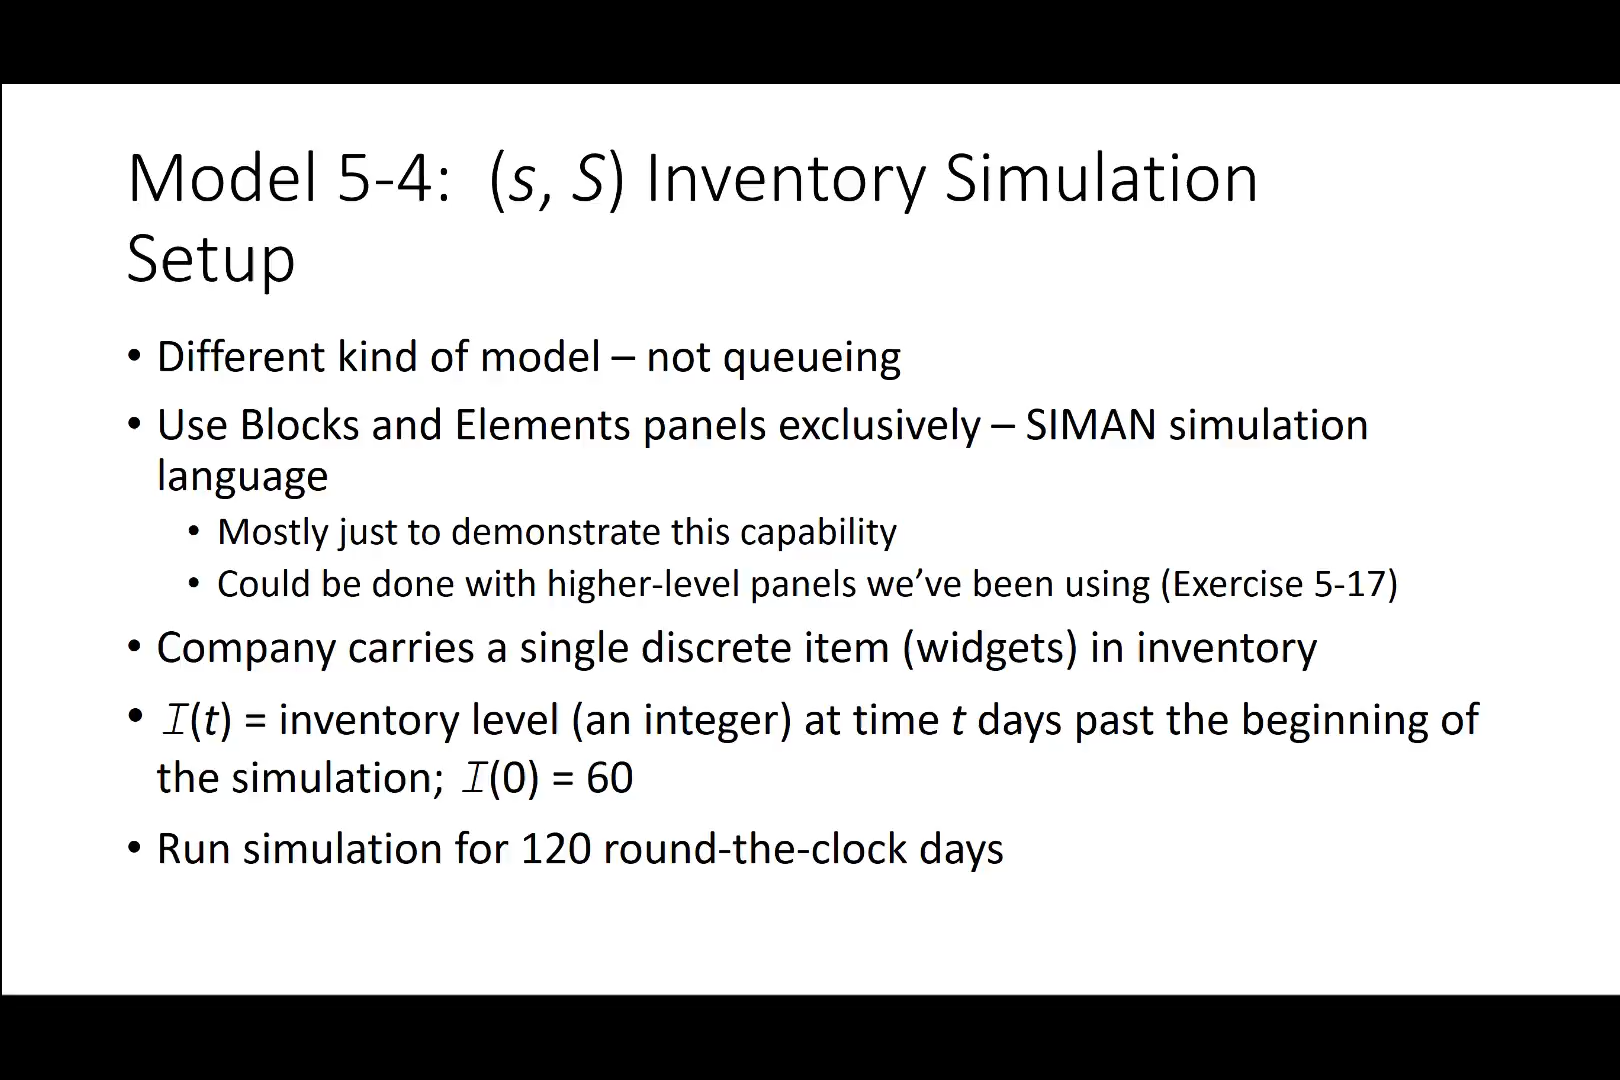 Model 5-4:  (s, S) Inventory Simulation
Setup
• Different kind of model – not queueing
• Use Blocks and Elements panels exclusively – SIMAN simulation
language
• Mostly just to demonstrate this capability
• Could be done with higher-level panels we’ve been using (Exercise 5-17)
• Company carries a single discrete item (widgets) in inventory
• I(t) = inventory level (an integer) at time t days past the beginning of
the simulation; I(0) = 60
• Run simulation for 120 round-the-clock days